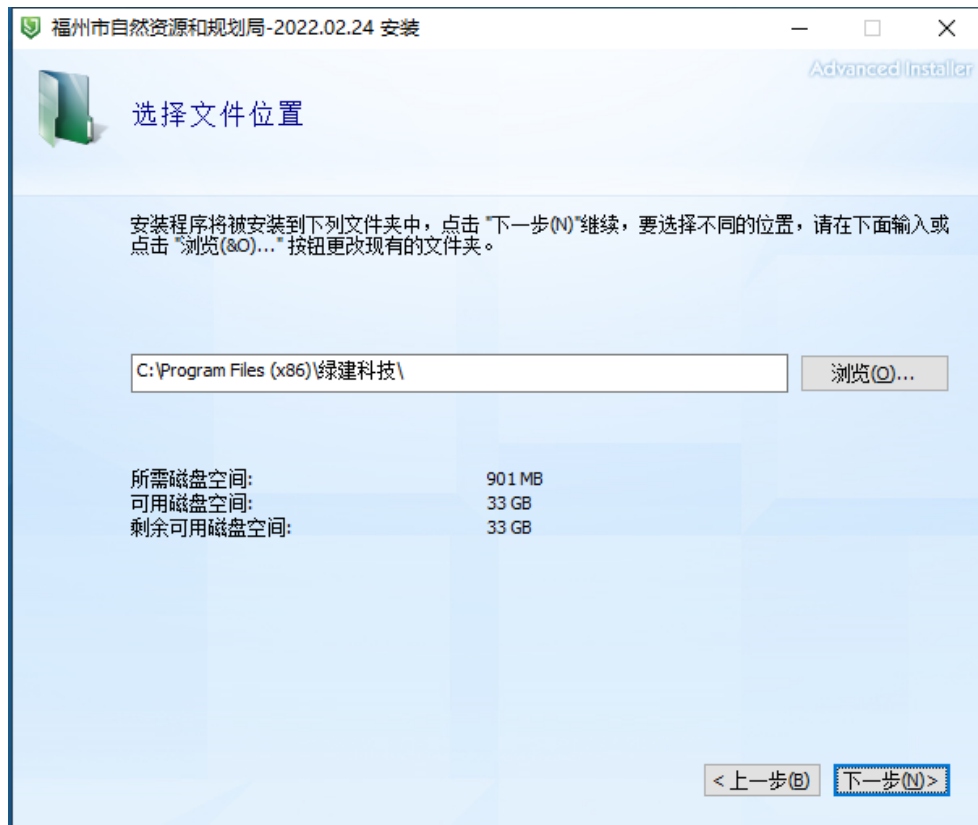 福州市自然资源和规划局-2022.02.24 安装
Advanced Installer
选择文件位置
安装程序将被安装到下列文件夹中，点击 "下一步(N)"继续，要选择不同的位置，请在下面输入或
点击 "浏览(&O)..." 按钮更改现有的文件夹。
C:\Program Files (x86)\绿建科技\
浏览(O)...
所需磁盘空间: 901 MB
可用磁盘空间: 33 GB
剩余可用磁盘空间: 33 GB
< 上一步(B) 下一步(N) >